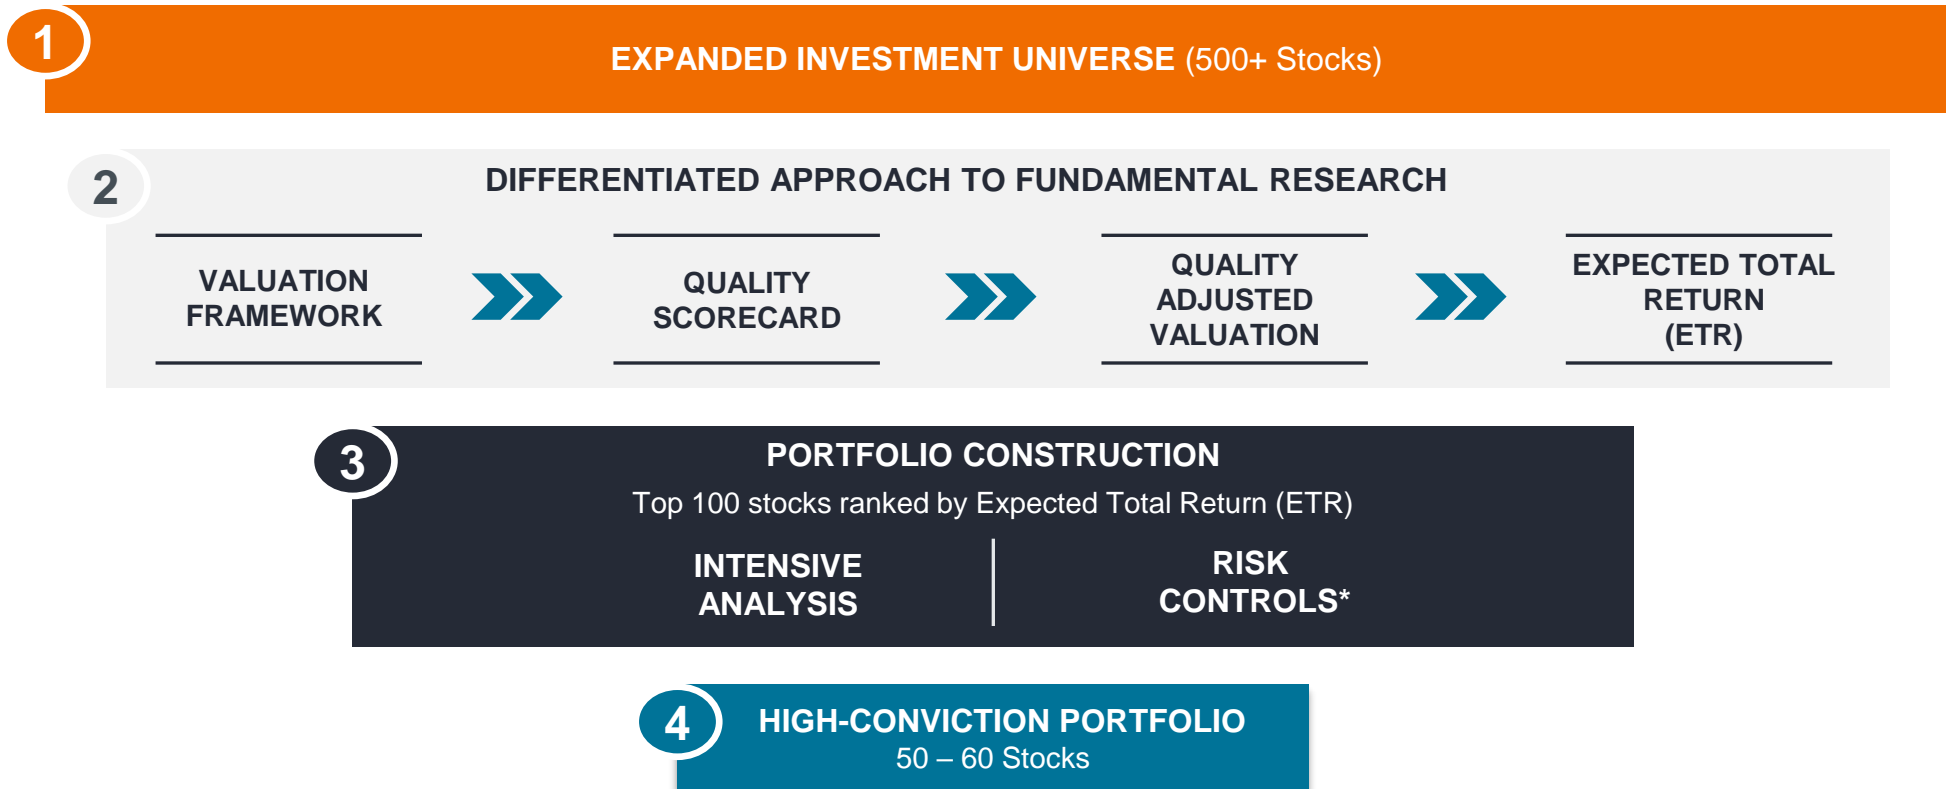 1
EXPANDED INVESTMENT UNIVERSE (500+ Stocks)
2
DIFFERENTIATED APPROACH TO FUNDAMENTAL RESEARCH
VALUATION
FRAMEWORK
QUALITY
SCORECARD
QUALITY
ADJUSTED
VALUATION
EXPECTED TOTAL
RETURN
(ETR)
3
PORTFOLIO CONSTRUCTION
Top 100 stocks ranked by Expected Total Return (ETR)
INTENSIVE
ANALYSIS
RISK
CONTROLS*
4
HIGH-CONVICTION PORTFOLIO
50 – 60 Stocks